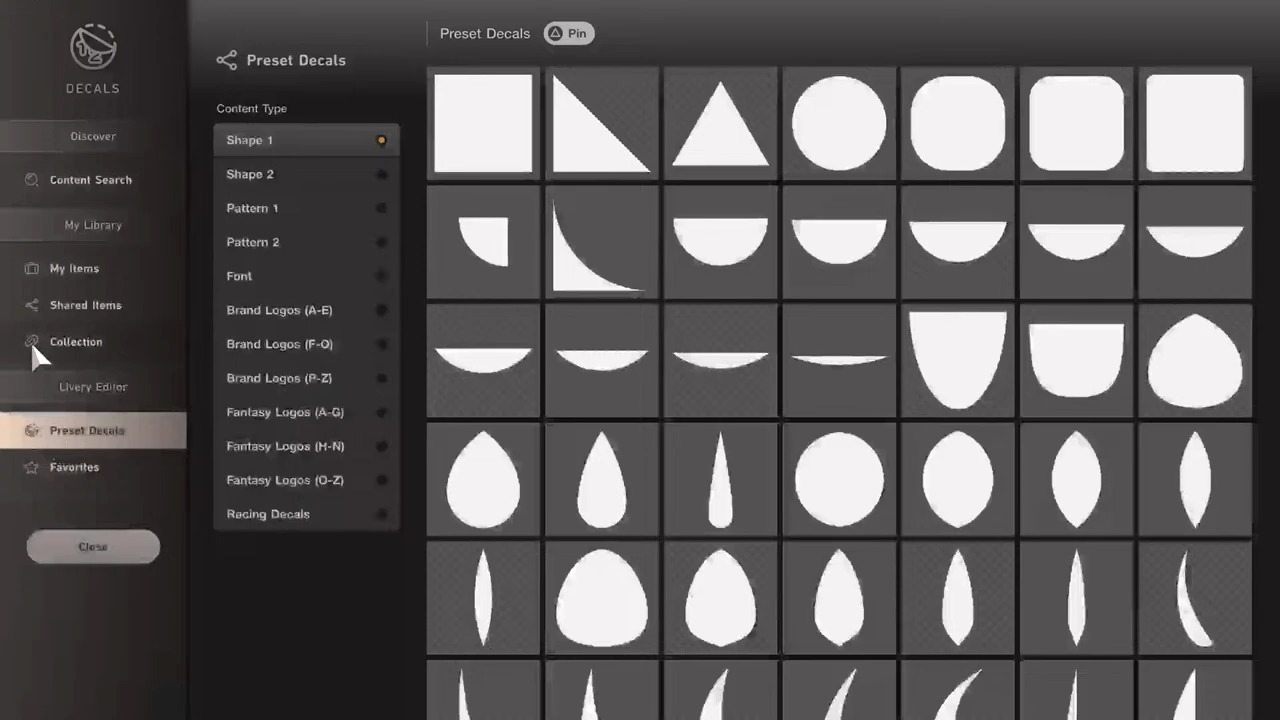 DECALS
Discover
Content Search
My Library
My Items
Shared Items
Collection
Livery Editor
Preset Decals
Favorites
Close
Preset Decals
Content Type
Shape 1
Shape 2
Pattern 1
Pattern 2
Font
Brand Logos (A-E)
Brand Logos (F-O)
Brand Logos (P-Z)
Fantasy Logos (A-G)
Fantasy Logos (H-N)
Fantasy Logos (O-Z)
Racing Decals
Preset Decals Pin